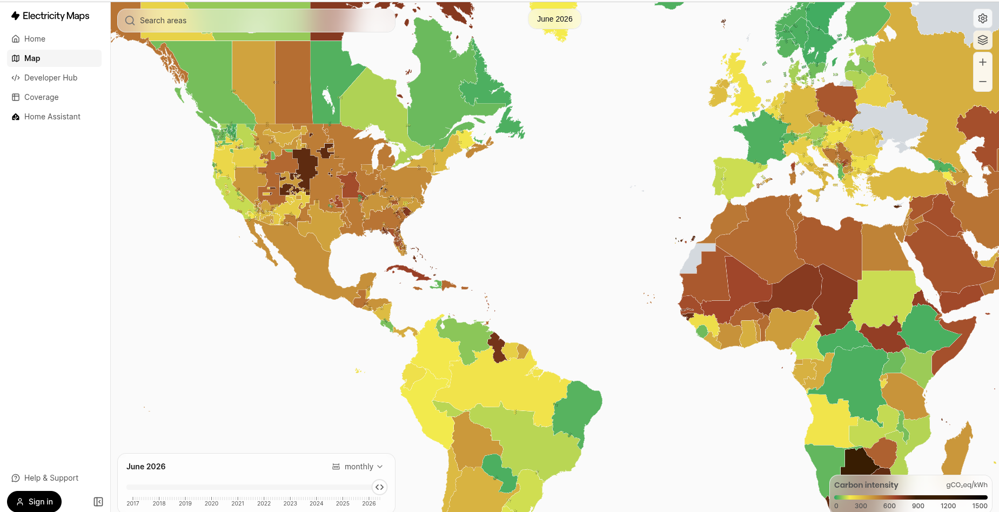 Electricity Maps
Home
Map
Developer Hub
Coverage
Home Assistant
Help & Support
Sign in
Search areas
June 2026
June 2026
monthly
2017 2018 2019 2020 2021 2022 2023 2024 2025 2026
Carbon intensity gCO₂eq/kWh
0 300 600 900 1200 1500